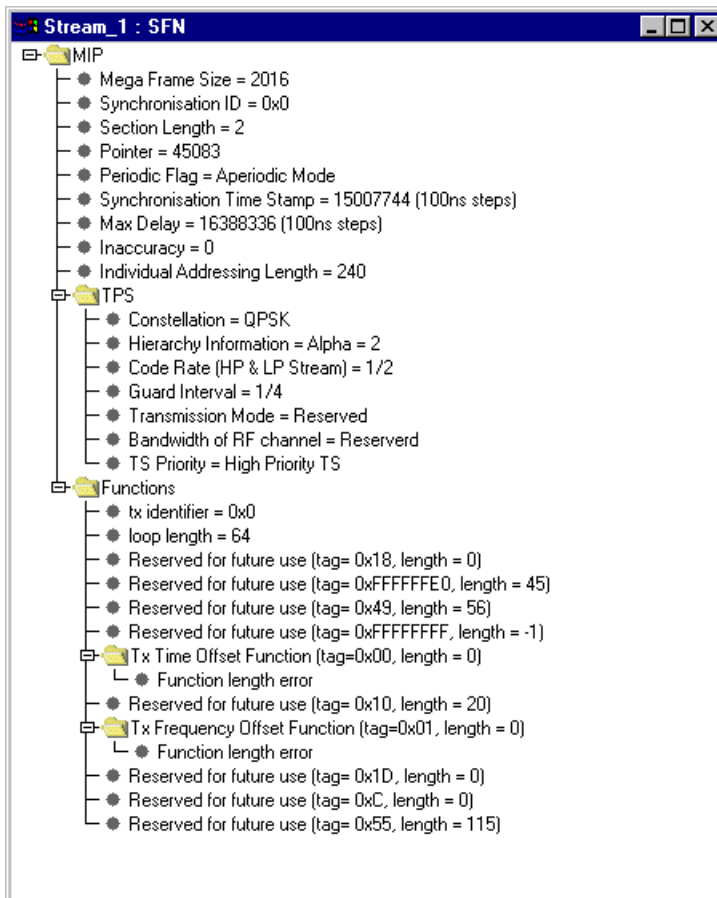 Stream_1 : SFN
MIP
Mega Frame Size = 2016
Synchronisation ID = 0x0
Section Length = 2
Pointer = 45083
Periodic Flag = Aperiodic Mode
Synchronisation Time Stamp = 15007744 (100ns steps)
Max Delay = 16388336 (100ns steps)
Inaccuracy = 0
Individual Addressing Length = 240
TPS
Constellation = QPSK
Hierarchy Information = Alpha = 2
Code Rate (HP & LP Stream) = 1/2
Guard Interval = 1/4
Transmission Mode = Reserved
Bandwidth of RF channel = Reserverd
TS Priority = High Priority TS
Functions
tx identifier = 0x0
loop length = 64
Reserved for future use (tag= 0x18, length = 0)
Reserved for future use (tag= 0xFFFFFFE0, length = 45)
Reserved for future use (tag= 0x49, length = 56)
Reserved for future use (tag= 0xFFFFFFFF, length = -1)
Tx Time Offset Function (tag=0x00, length = 0)
Function length error
Reserved for future use (tag= 0x10, length = 20)
Tx Frequency Offset Function (tag=0x01, length = 0)
Function length error
Reserved for future use (tag= 0x1D, length = 0)
Reserved for future use (tag= 0xC, length = 0)
Reserved for future use (tag= 0x55, length = 115)